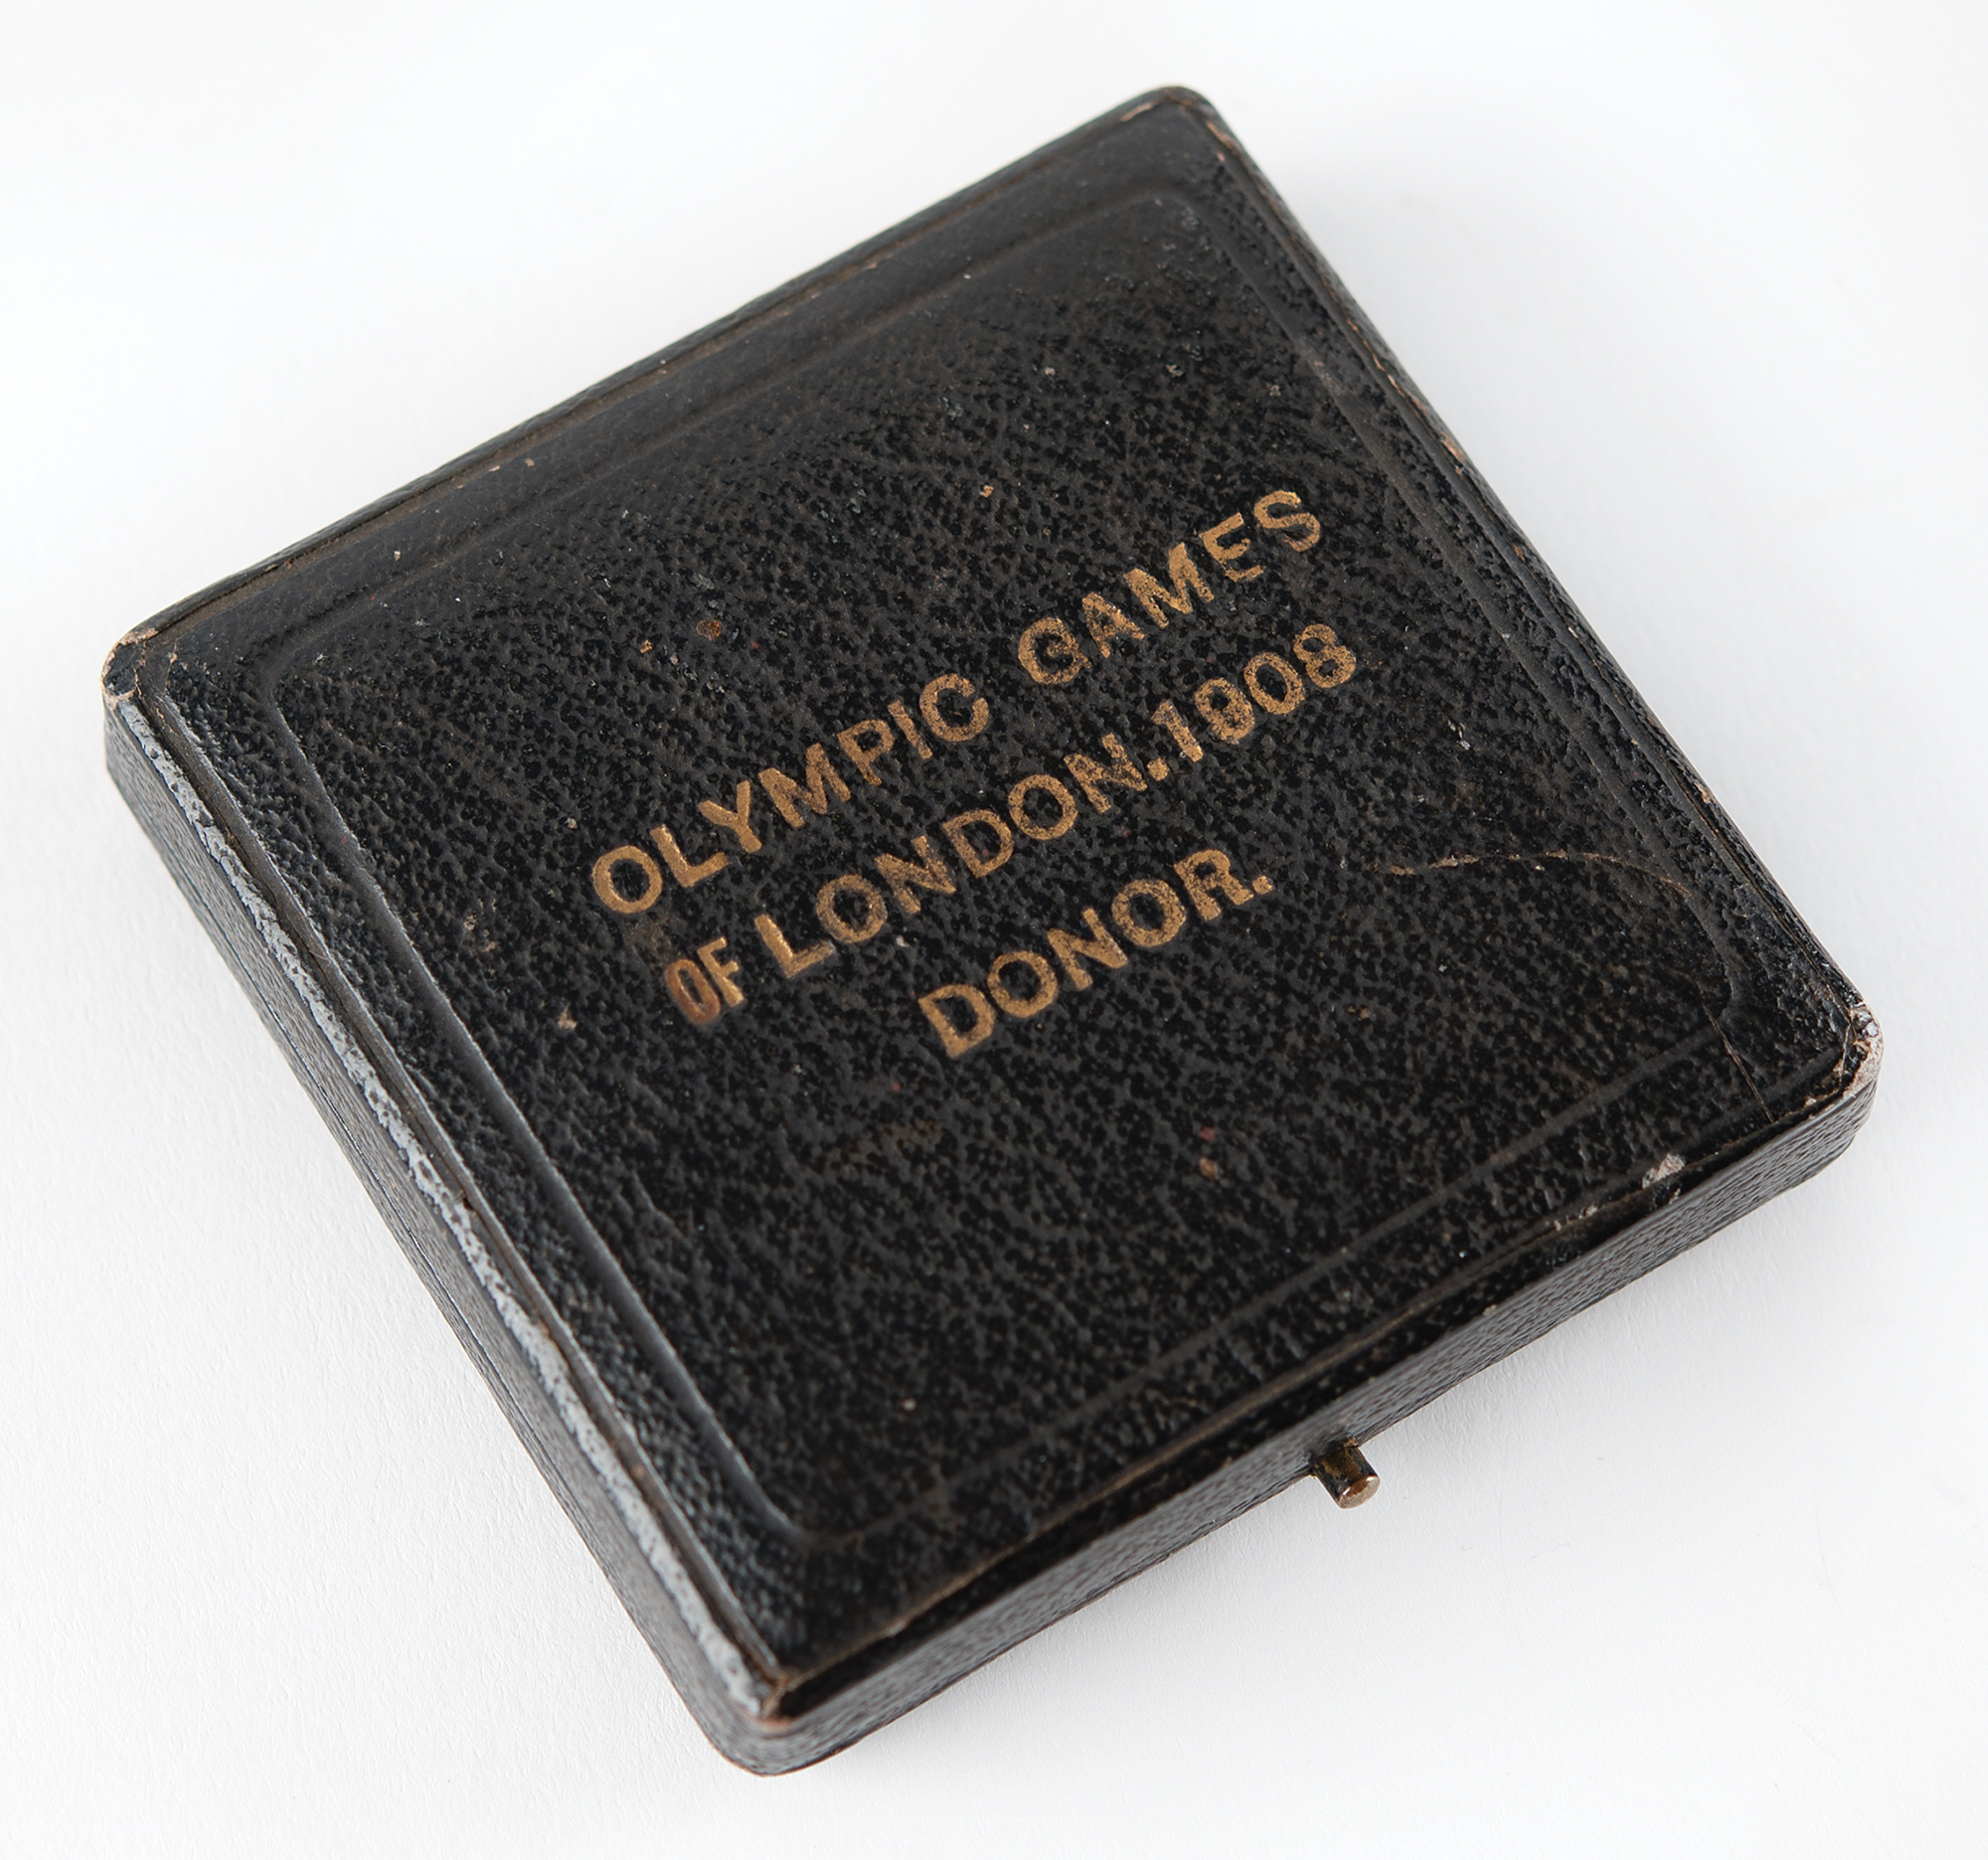 OLYMPIC GAMES
OF LONDON.1908
DONOR.